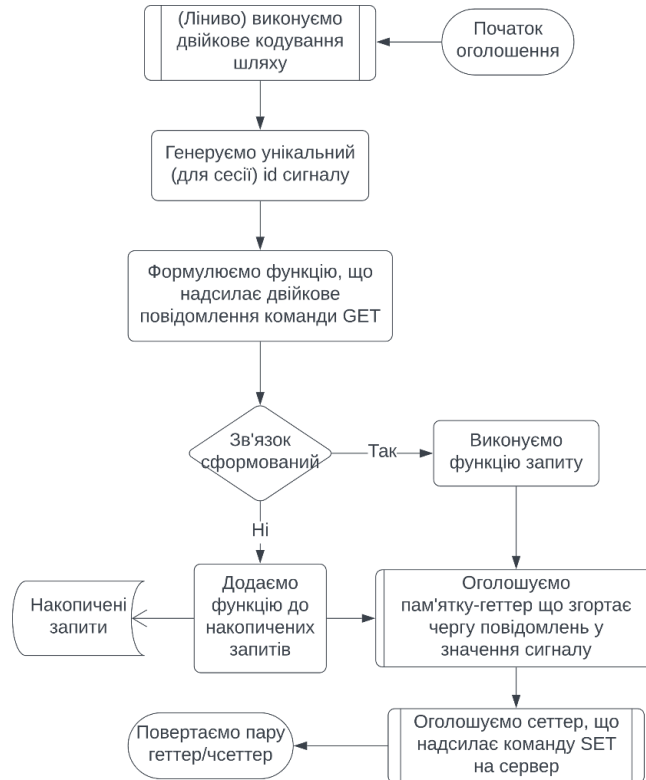 (Ліниво) виконуємо
двійкове кодування
шляху
Початок
оголошення
Генеруємо унікальний
(для сесії) id сигналу
Формулюємо функцію, що
надсилає двійкове
повідомлення команди GET
Зв'язок
сформований
Так
Виконуємо
функцію запиту
Ні
Накопичені
запити
Додаємо
функцію до
накопичених
запитів
Оголошуємо
пам'ятку-геттер що згортає
чергу повідомлень у
значення сигналу
Повертаємо пару
геттер/чсеттер
Оголошуємо сеттер, що
надсилає команду SET
на сервер